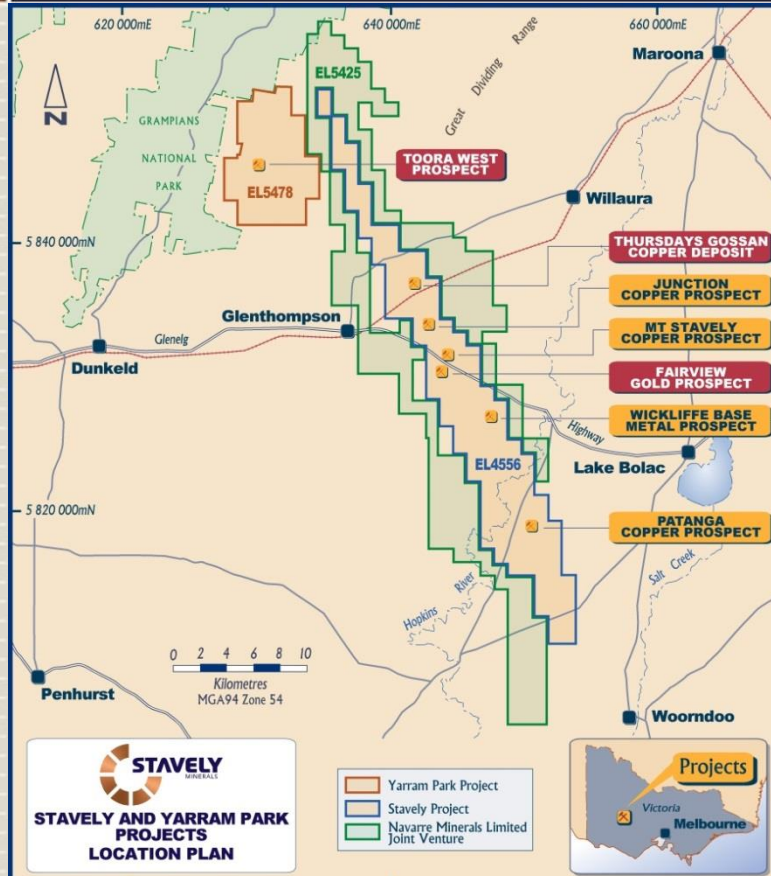 620 000mE
640 000mE
660 000mE
Maroona
EL5425
Great Dividing Range
N
GRAMPIANS
NATIONAL
PARK
TOORA WEST
PROSPECT
EL5478
Willaura
5 840 000mN
THURSDAYS GOSSAN
COPPER DEPOSIT
JUNCTION
COPPER PROSPECT
Glenthompson
MT STAVELY
COPPER PROSPECT
Glenelg
Dunkeld
FAIRVIEW
GOLD PROSPECT
WICKLIFFE BASE
METAL PROSPECT
Highway
EL4556
Lake Bolac
5 820 000mN
PATANGA
COPPER PROSPECT
Salt Creek
Hopkins River
0 2 4 6 8 10
Kilometres
MGA94 Zone 54
Penhurst
Woorndoo
STAVELY
MINERALS
STAVELY AND YARRAM PARK
PROJECTS
LOCATION PLAN
Yarram Park Project
Stavely Project
Navarre Minerals Limited
Joint Venture
Projects
Victoria
Melbourne